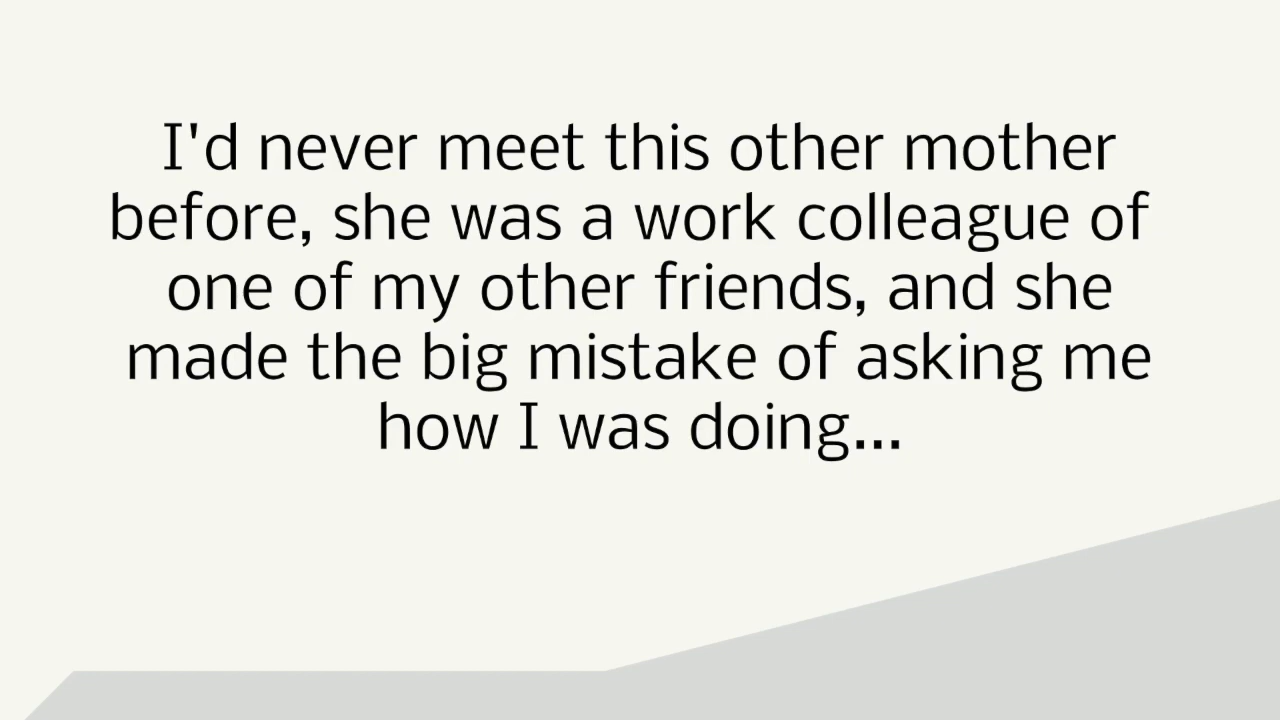 I'd never meet this other mother
before, she was a work colleague of
one of my other friends, and she
made the big mistake of asking me
how I was doing...